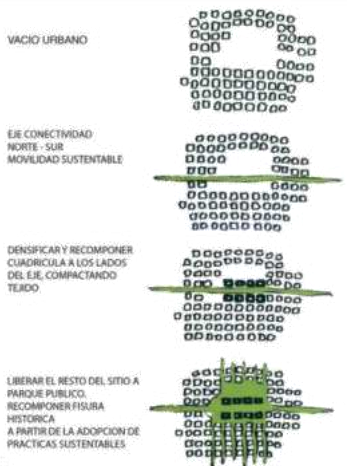 VACIO URBANO
EJE CONECTIVIDAD
NORTE - SUR
MOVILIDAD SUSTENTABLE
DENSIFICAR Y RECOMPONER
CUADRICULA A LOS LADOS
DEL EJE, COMPACTANDO
TEJIDO
LIBERAR EL RESTO DEL SITIO A
PARQUE PUBLICO.
RECOMPONER FISURA
HISTORICA
A PARTIR DE LA ADOPCION DE
PRACTICAS SUSTENTABLES